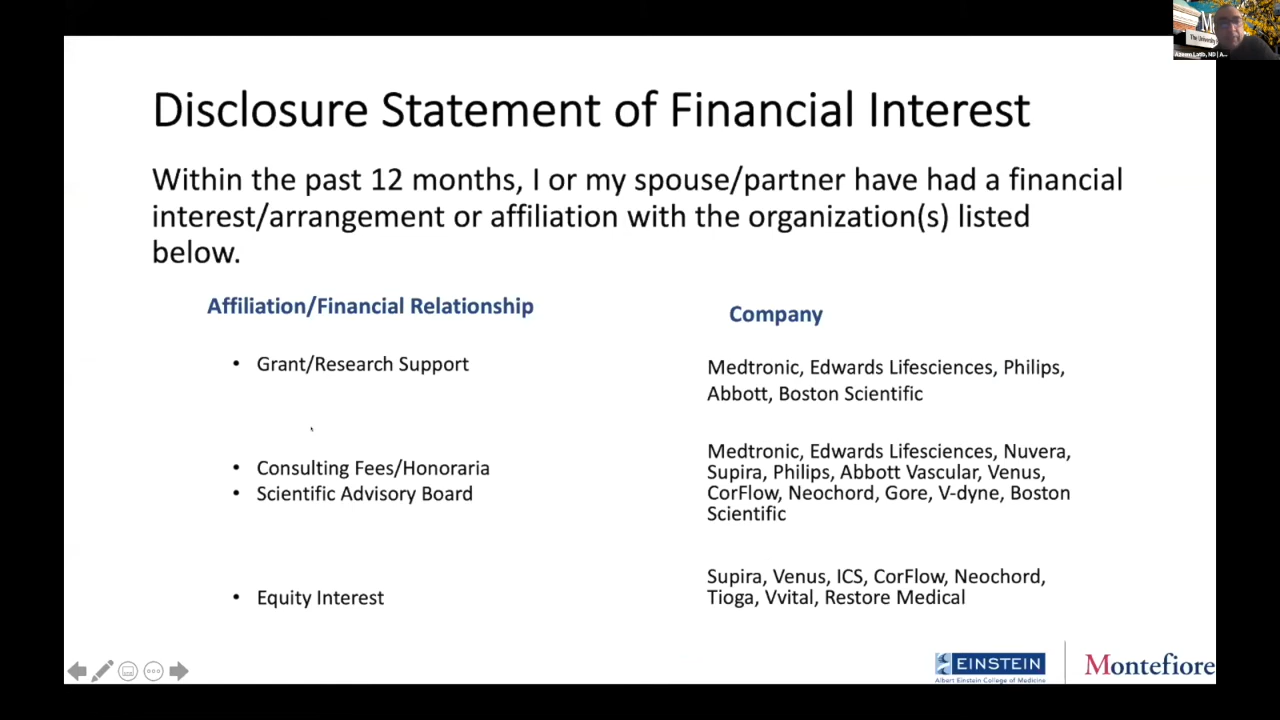 Disclosure Statement of Financial Interest
Within the past 12 months, I or my spouse/partner have had a financial
interest/arrangement or affiliation with the organization(s) listed
below.
Affiliation/Financial Relationship
Company
• Grant/Research Support
Medtronic, Edwards Lifesciences, Philips,
Abbott, Boston Scientific
• Consulting Fees/Honoraria
• Scientific Advisory Board
Medtronic, Edwards Lifesciences, Nuvera,
Supira, Philips, Abbott Vascular, Venus,
CorFlow, Neochord, Gore, V-dyne, Boston
Scientific
• Equity Interest
Supira, Venus, ICS, CorFlow, Neochord,
Tioga, Vvital, Restore Medical
EINSTEIN
Albert Einstein College of Medicine
Montefiore
The University